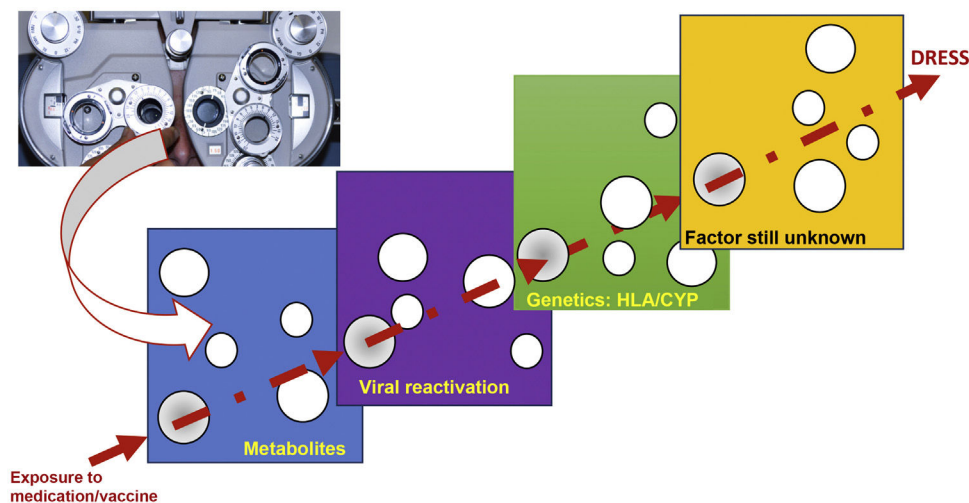 DRESS
Factor still unknown
Genetics: HLA/CYP
Viral reactivation
Metabolites
Exposure to
medication/vaccine